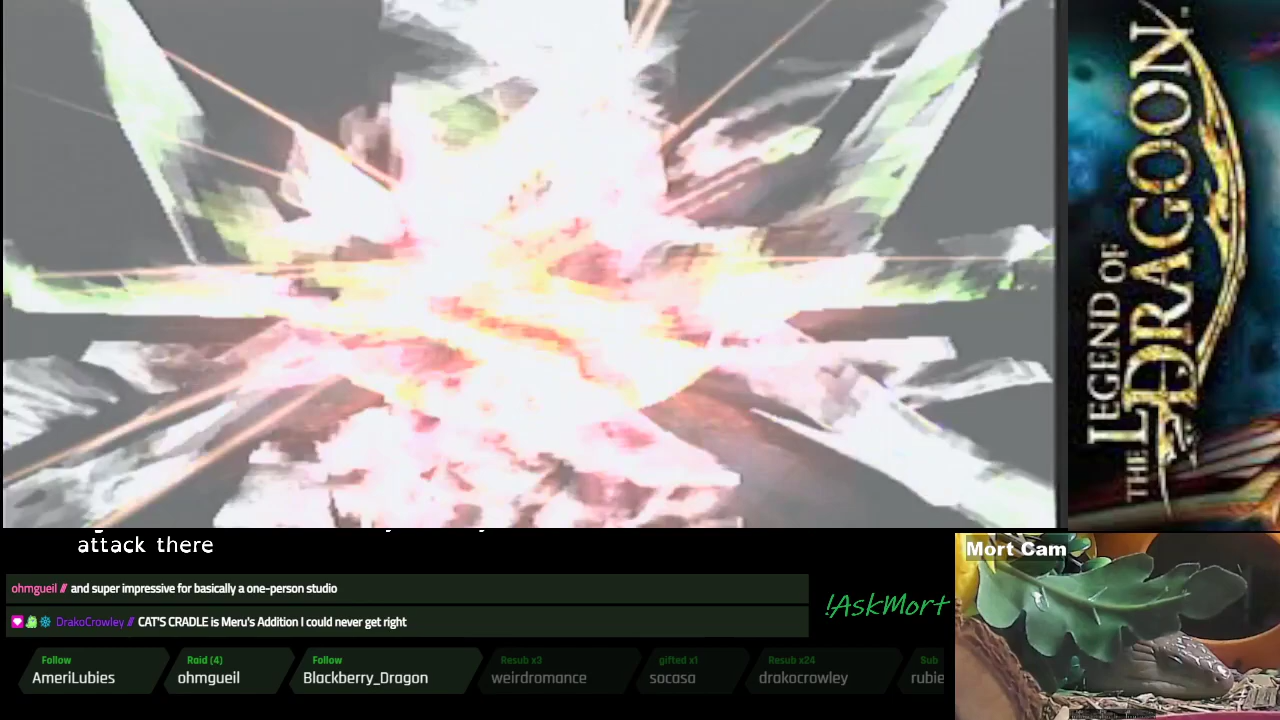 THE LEGEND OF DRAGOON
attack there
Mort Cam
ohmgueil // and super impressive for basically a one-person studio
DrakoCrowley // CAT'S CRADLE is Meru's Addition I could never get right
!AskMort
Follow
AmeriLubies
Raid (4)
ohmgueil
Follow
Blackberry_Dragon
Resub x3
weirdromance
gifted x1
socasa
Resub x24
drakocrowley
Sub
rubie